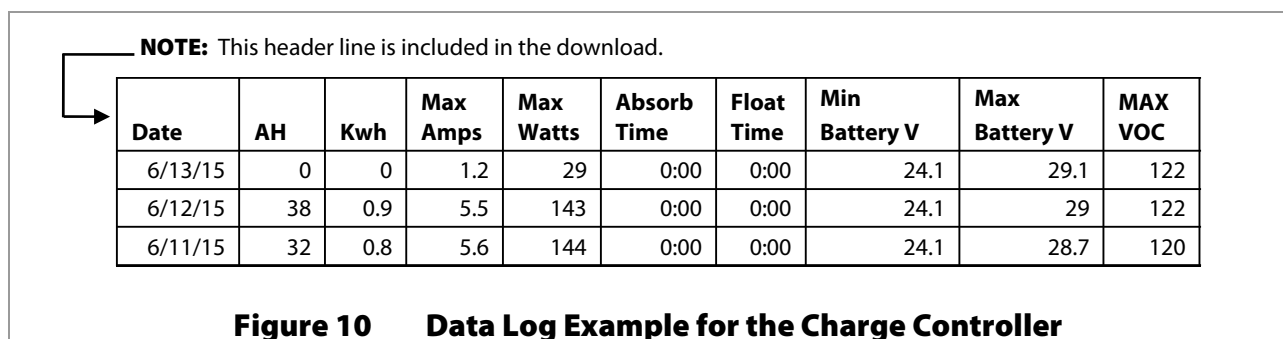 NOTE: This header line is included in the download.
Date AH Kwh Max Amps Max Watts Absorb Time Float Time Min Battery V Max Battery V MAX VOC
6/13/15 0 0 1.2 29 0:00 0:00 24.1 29.1 122
6/12/15 38 0.9 5.5 143 0:00 0:00 24.1 29 122
6/11/15 32 0.8 5.6 144 0:00 0:00 24.1 28.7 120
Figure 10 Data Log Example for the Charge Controller